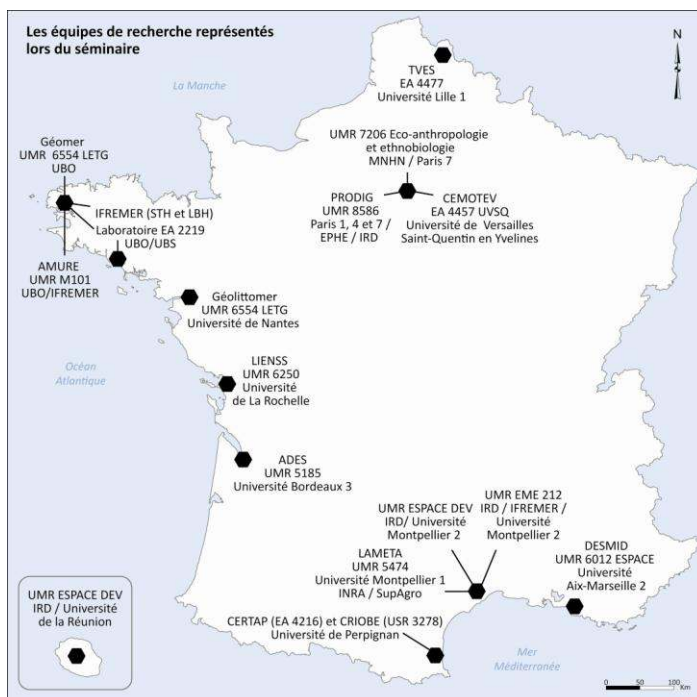 Les équipes de recherche représentés
lors du séminaire
N
La Manche
TVES
EA 4477
Université Lille 1
UMR 7206 Eco-anthropologie
et ethnobiologie
MNHN / Paris 7
Géomer
UMR 6554 LETG
UBO
PRODIG
UMR 8586
Paris 1, 4 et 7 /
EPHE / IRD
CEMOTEV
EA 4457 UVSQ
Université de Versailles
Saint-Quentin en Yvelines
IFREMER (STH et LBH)
Laboratoire EA 2219
UBO/UBS
AMURE
UMR M101
UBO/IFREMER
Géolittomer
UMR 6554 LETG
Université de Nantes
Océan
Atlantique
LIENSS
UMR 6250
Université
de La Rochelle
ADES
UMR 5185
Université Bordeaux 3
UMR ESPACE DEV
IRD/ Université
Montpellier 2
UMR EME 212
IRD / IFREMER /
Université
Montpellier 2
LAMETA
UMR 5474
Université Montpellier 1
INRA / SupAgro
DESMID
UMR 6012 ESPACE
Université
Aix-Marseille 2
CERTAP (EA 4216) et CRIOBE (USR 3278)
Université de Perpignan
UMR ESPACE DEV
IRD / Université
de la Réunion
Mer
Méditerronée
0 50 100
Km